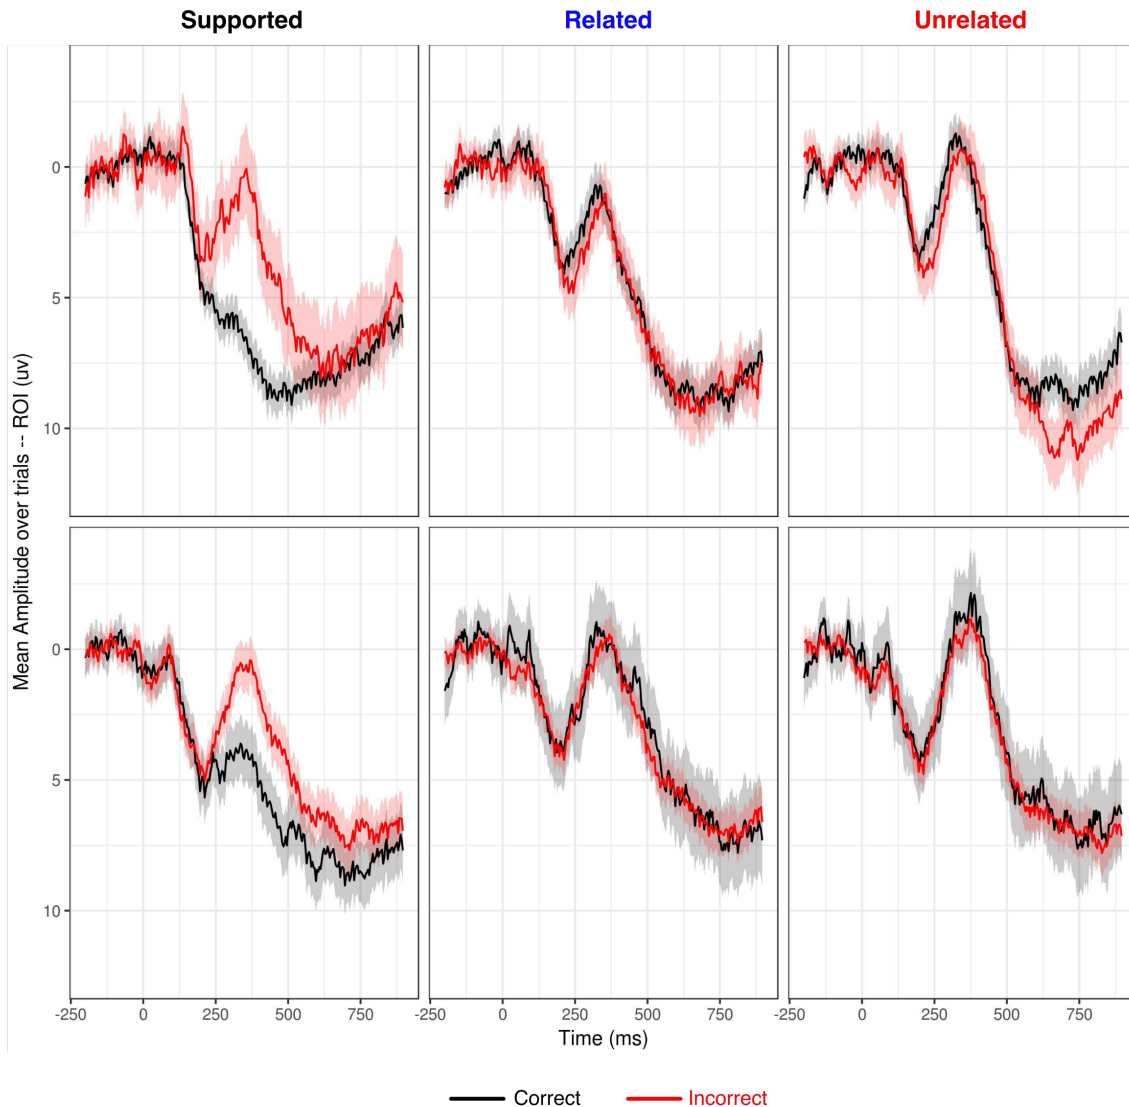 Supported Related Unrelated
Mean Amplitude over trials -- ROI (uv)
0
5
10
0
5
10
-250 0 250 500 750 -250 0 250 500 750 -250 0 250 500 750
Time (ms)
Correct Incorrect